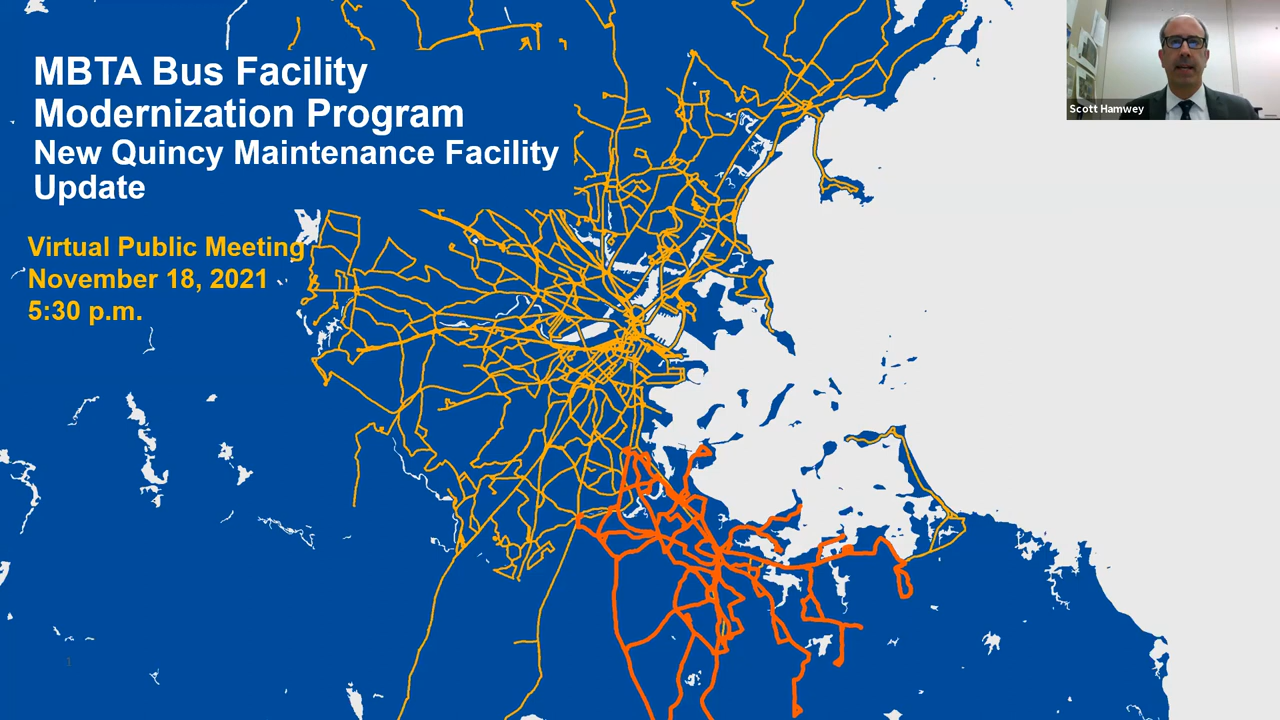 MBTA Bus Facility
Modernization Program
New Quincy Maintenance Facility
Update
Virtual Public Meeting
November 18, 2021
5:30 p.m.
Scott Hamwey
1